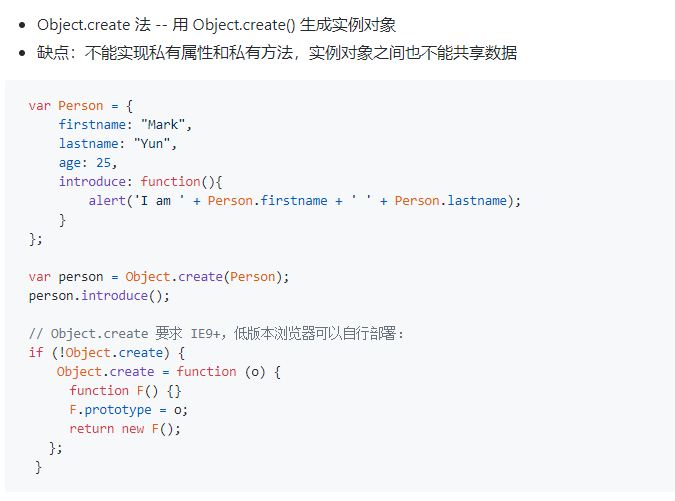 Object.create 法 -- 用 Object.create() 生成实例对象
缺点：不能实现私有属性和私有方法，实例对象之间也不能共享数据
var Person = {
    firstname: "Mark",
    lastname: "Yun",
    age: 25,
    introduce: function(){
        alert('I am ' + Person.firstname + ' ' + Person.lastname);
    }
};

var person = Object.create(Person);
person.introduce();

// Object.create 要求 IE9+，低版本浏览器可以自行部署：
if (!Object.create) {
    Object.create = function (o) {
      function F() {}
      F.prototype = o;
      return new F();
   };
 }